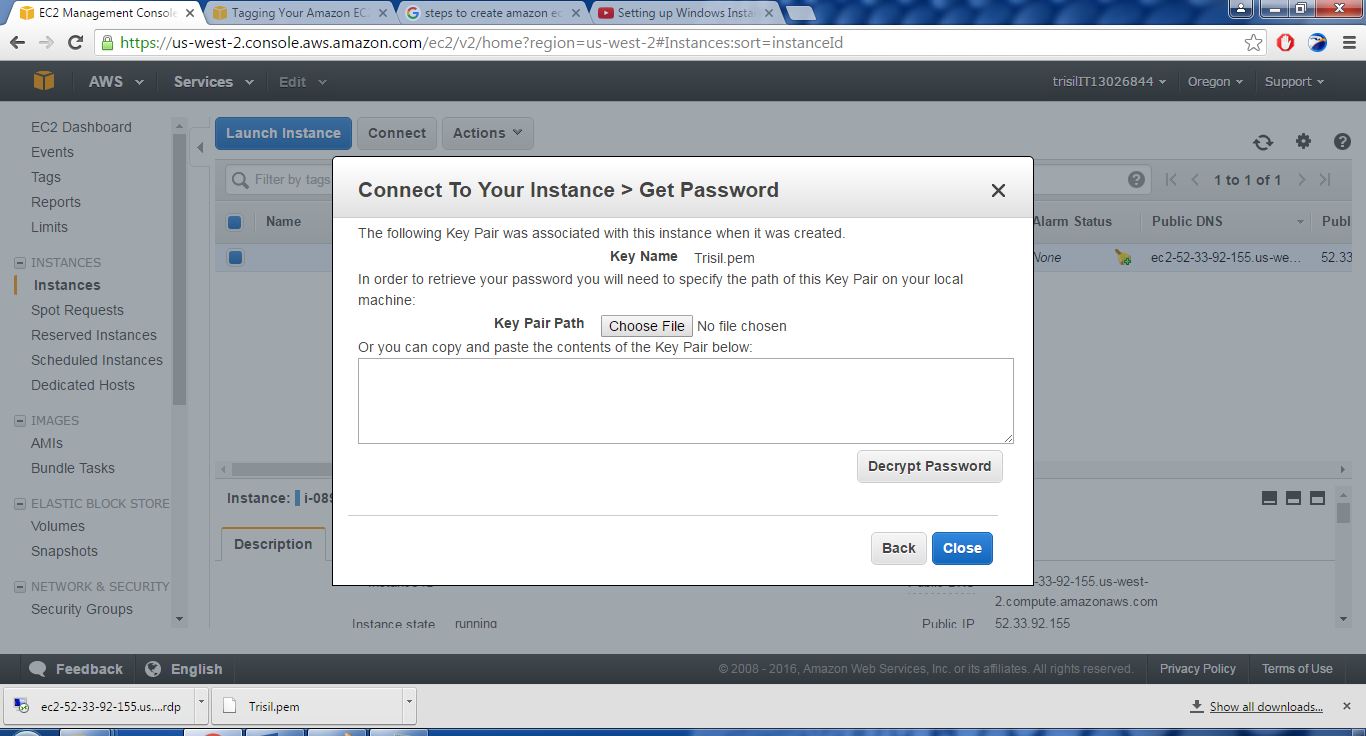 EC2 Management Console
Tagging Your Amazon EC
steps to create amazon ec
Setting up Windows Insta
https://us-west-2.console.aws.amazon.com/ec2/v2/home?region=us-west-2#Instances:sort=instanceId
AWS Services Edit trisilIT13026844 Oregon Support
EC2 Dashboard
Events
Tags
Reports
Limits
INSTANCES
Instances
Spot Requests
Reserved Instances
Scheduled Instances
Dedicated Hosts
IMAGES
AMIs
Bundle Tasks
ELASTIC BLOCK STORE
Volumes
Snapshots
NETWORK & SECURITY
Security Groups
Launch Instance Connect Actions
Filter by tags 1 to 1 of 1
Name Alarm Status Public DNS Publ
None ec2-52-33-92-155.us-we... 52.33
Connect To Your Instance > Get Password
The following Key Pair was associated with this instance when it was created.
Key Name Trisil.pem
In order to retrieve your password you will need to specify the path of this Key Pair on your local
machine:
Key Pair Path Choose File No file chosen
Or you can copy and paste the contents of the Key Pair below:
Decrypt Password
Back Close
Instance: i-089
Description
-33-92-155.us-west-
2.compute.amazonaws.com
Instance state running Public IP 52.33.92.155
Feedback English © 2008 - 2016, Amazon Web Services, Inc. or its affiliates. All rights reserved. Privacy Policy Terms of Use
ec2-52-33-92-155.us....rdp Trisil.pem Show all downloads...